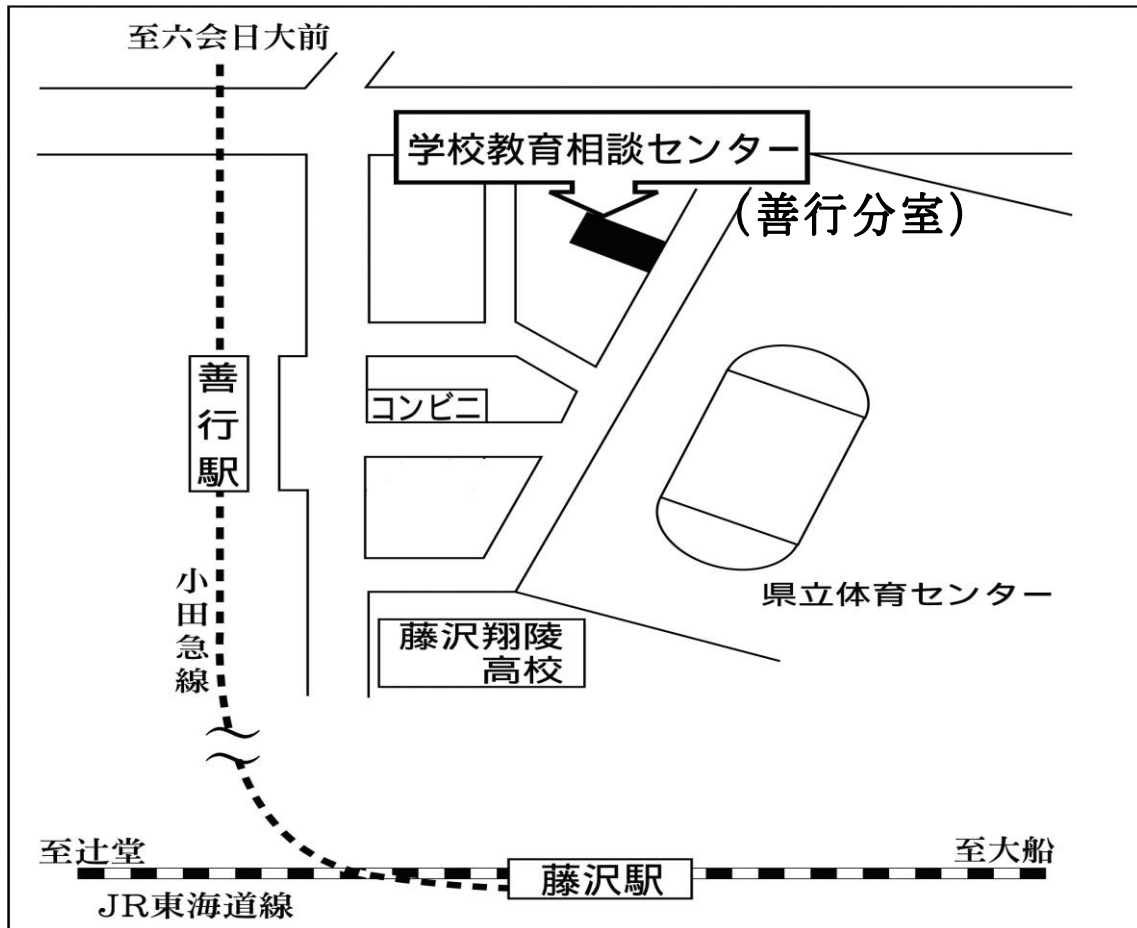 至六会日大前
学校教育相談センター
(善行分室)
善行駅
コンビニ
小田急線
県立体育センター
藤沢翔陵
高校
至辻堂
至大船
藤沢駅
JR東海道線